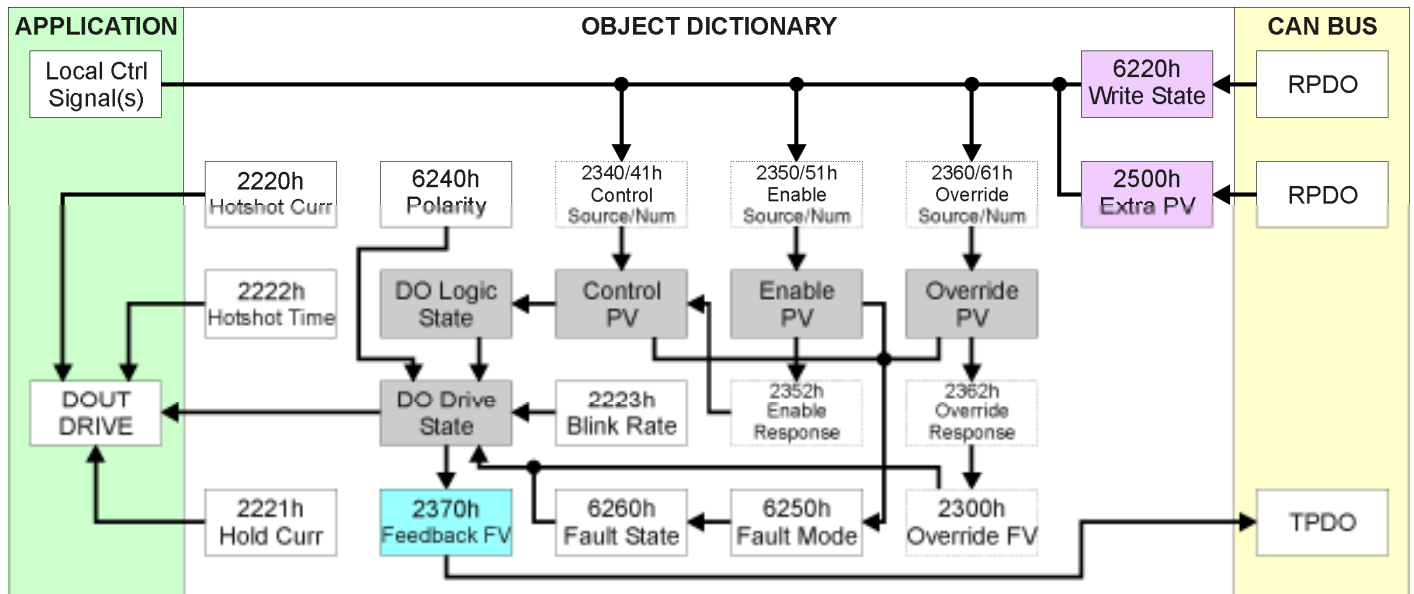 APPLICATION
OBJECT DICTIONARY
CAN BUS
Local Ctrl
Signal(s)
6220h
Write State
RPDO
2220h
Hotshot Curr
6240h
Polarity
2340/41h
Control
Source/Num
2350/51h
Enable
Source/Num
2360/61h
Override
Source/Num
2500h
Extra PV
RPDO
2222h
Hotshot Time
DO Logic
State
Control
PV
Enable
PV
Override
PV
DOUT
DRIVE
DO Drive
State
2223h
Blink Rate
2352h
Enable
Response
2362h
Override
Response
2221h
Hold Curr
2370h
Feedback FV
6260h
Fault State
6250h
Fault Mode
2300h
Override FV
TPDO